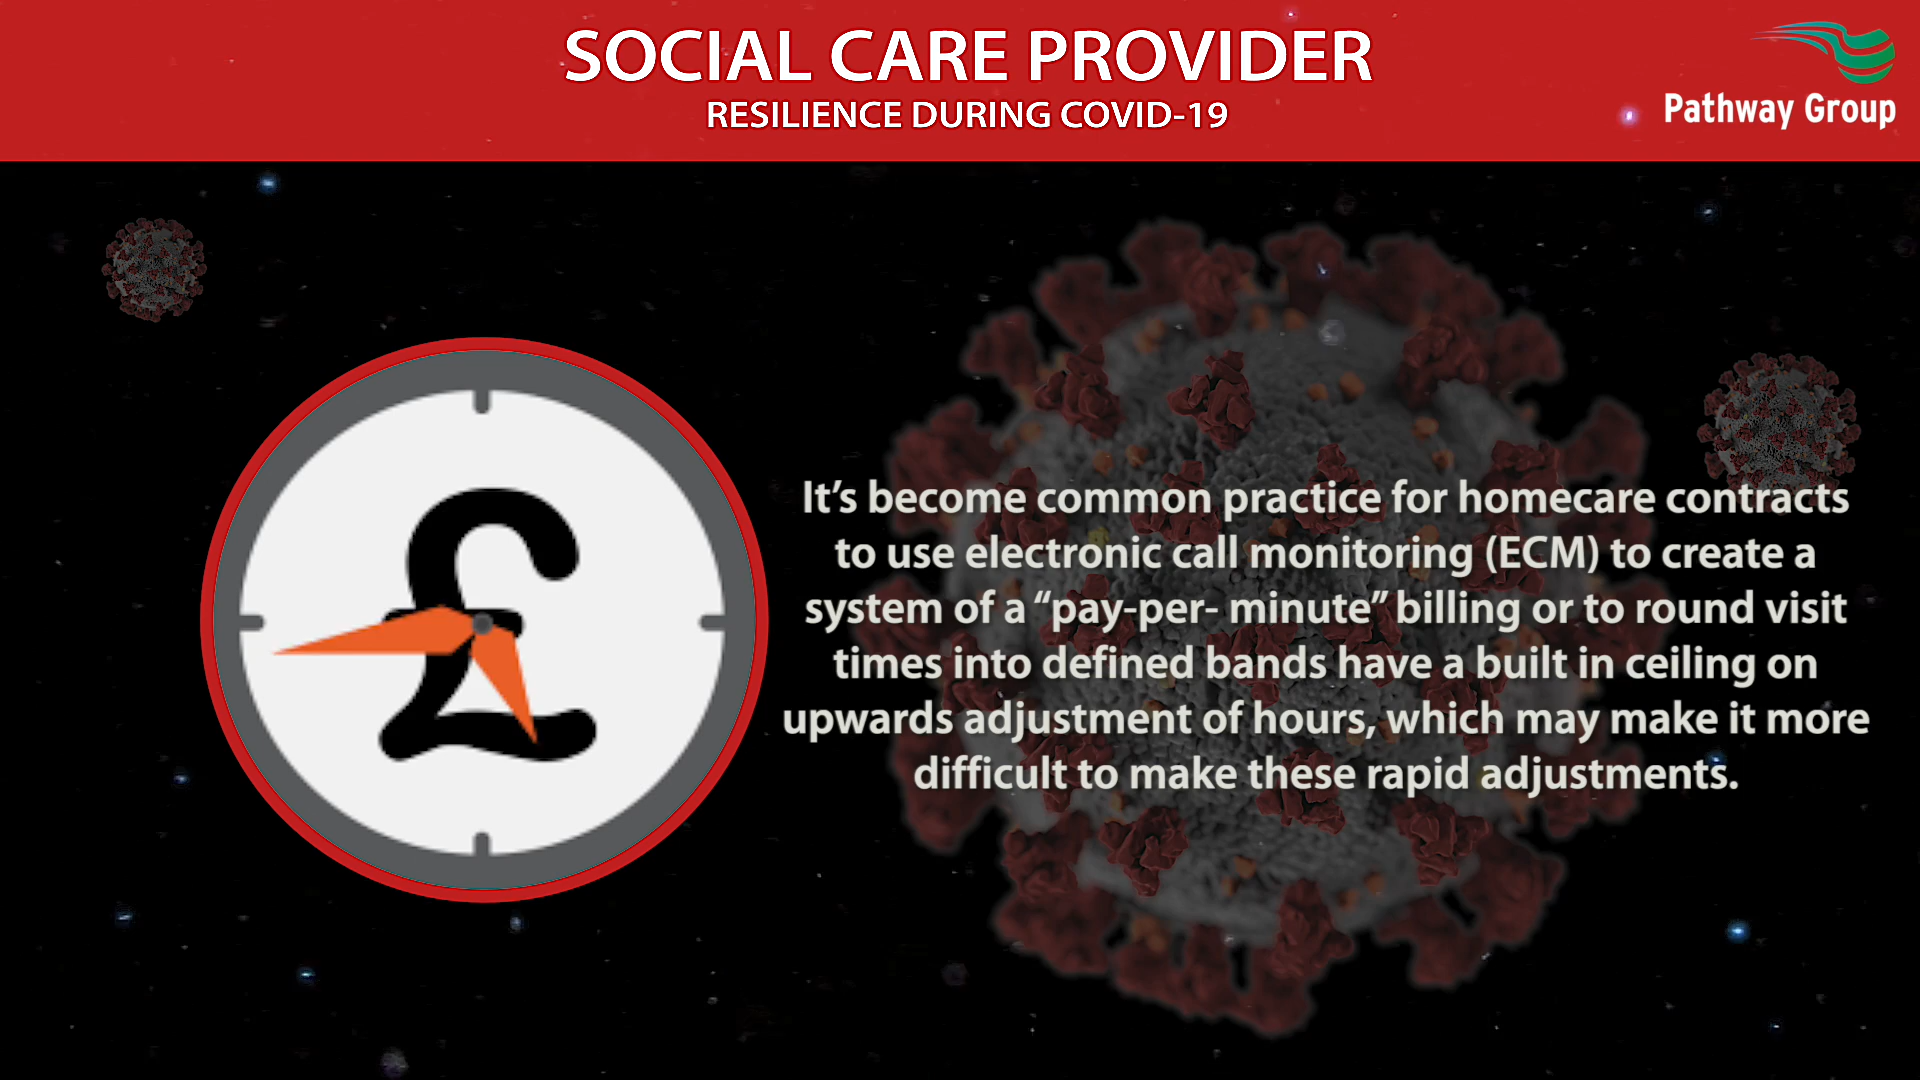 SOCIAL CARE PROVIDER
RESILIENCE DURING COVID-19
Pathway Group
£
It’s become common practice for homecare contracts
to use electronic call monitoring (ECM) to create a
system of a “pay-per- minute” billing or to round visit
times into defined bands have a built in ceiling on
upwards adjustment of hours, which may make it more
difficult to make these rapid adjustments.